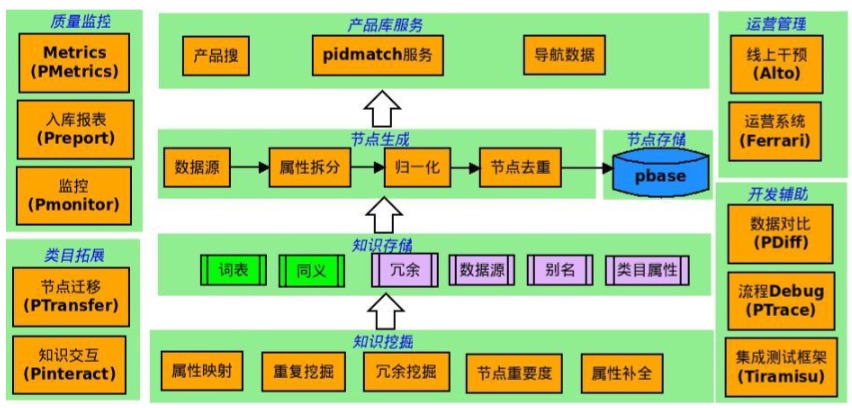 质量监控
Metrics
(PMetrics)
入库报表
(Preport)
监控
(Pmonitor)
类目拓展
节点迁移
(PTransfer)
知识交互
(Pinteract)
产品库服务
产品搜
pidmatch服务
导航数据
节点生成
数据源
属性拆分
归一化
节点去重
节点存储
pbase
知识存储
词表
同义
冗余
数据源
别名
类目属性
知识挖掘
属性映射
重复挖掘
冗余挖掘
节点重要度
属性补全
运营管理
线上干预
(Alto)
运营系统
(Ferrari)
开发辅助
数据对比
(PDiff)
流程Debug
(PTrace)
集成测试框架
(Tiramisu)